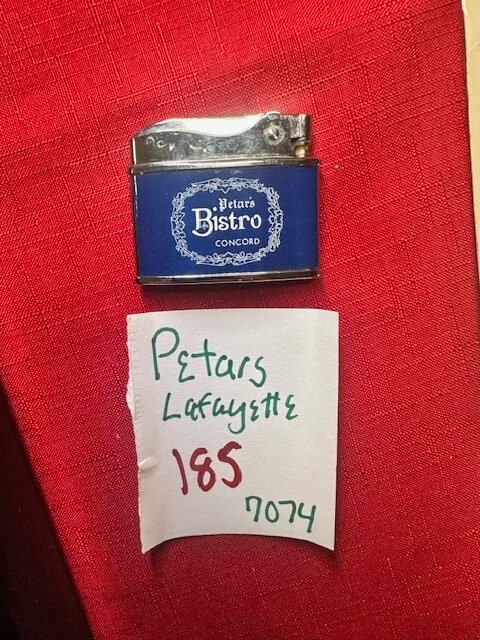 Petar's
Bistro
CONCORD
PEtars
LafayEttE
185
7074